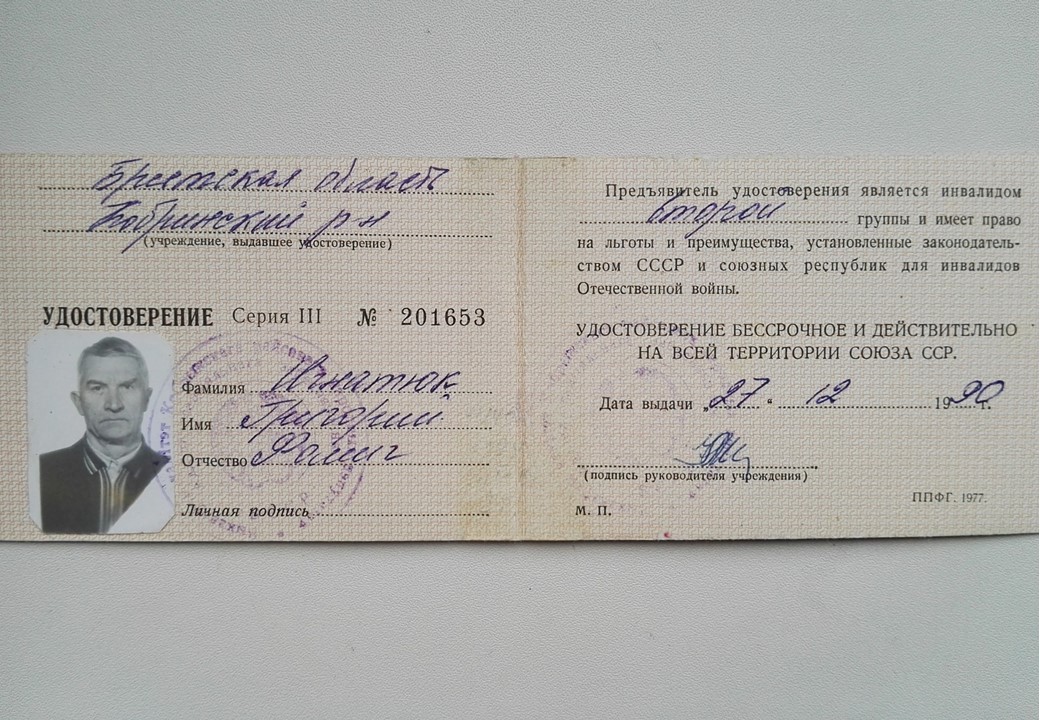 Брестская область
Кобринский р-н
(учреждение, выдавшее удостоверение)
УДОСТОВЕРЕНИЕ Серия III № 201653
Фамилия Игнатюк
Имя Григорий
Отчество
Личная подпись
Предъявитель удостоверения является инвалидом
второй группы и имеет право
на льготы и преимущества, установленные законодатель-
ством СССР и союзных республик для инвалидов
Отечественной войны.
УДОСТОВЕРЕНИЕ БЕССРОЧНОЕ И ДЕЙСТВИТЕЛЬНО
НА ВСЕЙ ТЕРРИТОРИИ СОЮЗА ССР.
Дата выдачи „27 “ 12 1990г.
(подпись руководителя учреждения)
М. П.
ППФГ. 1977.